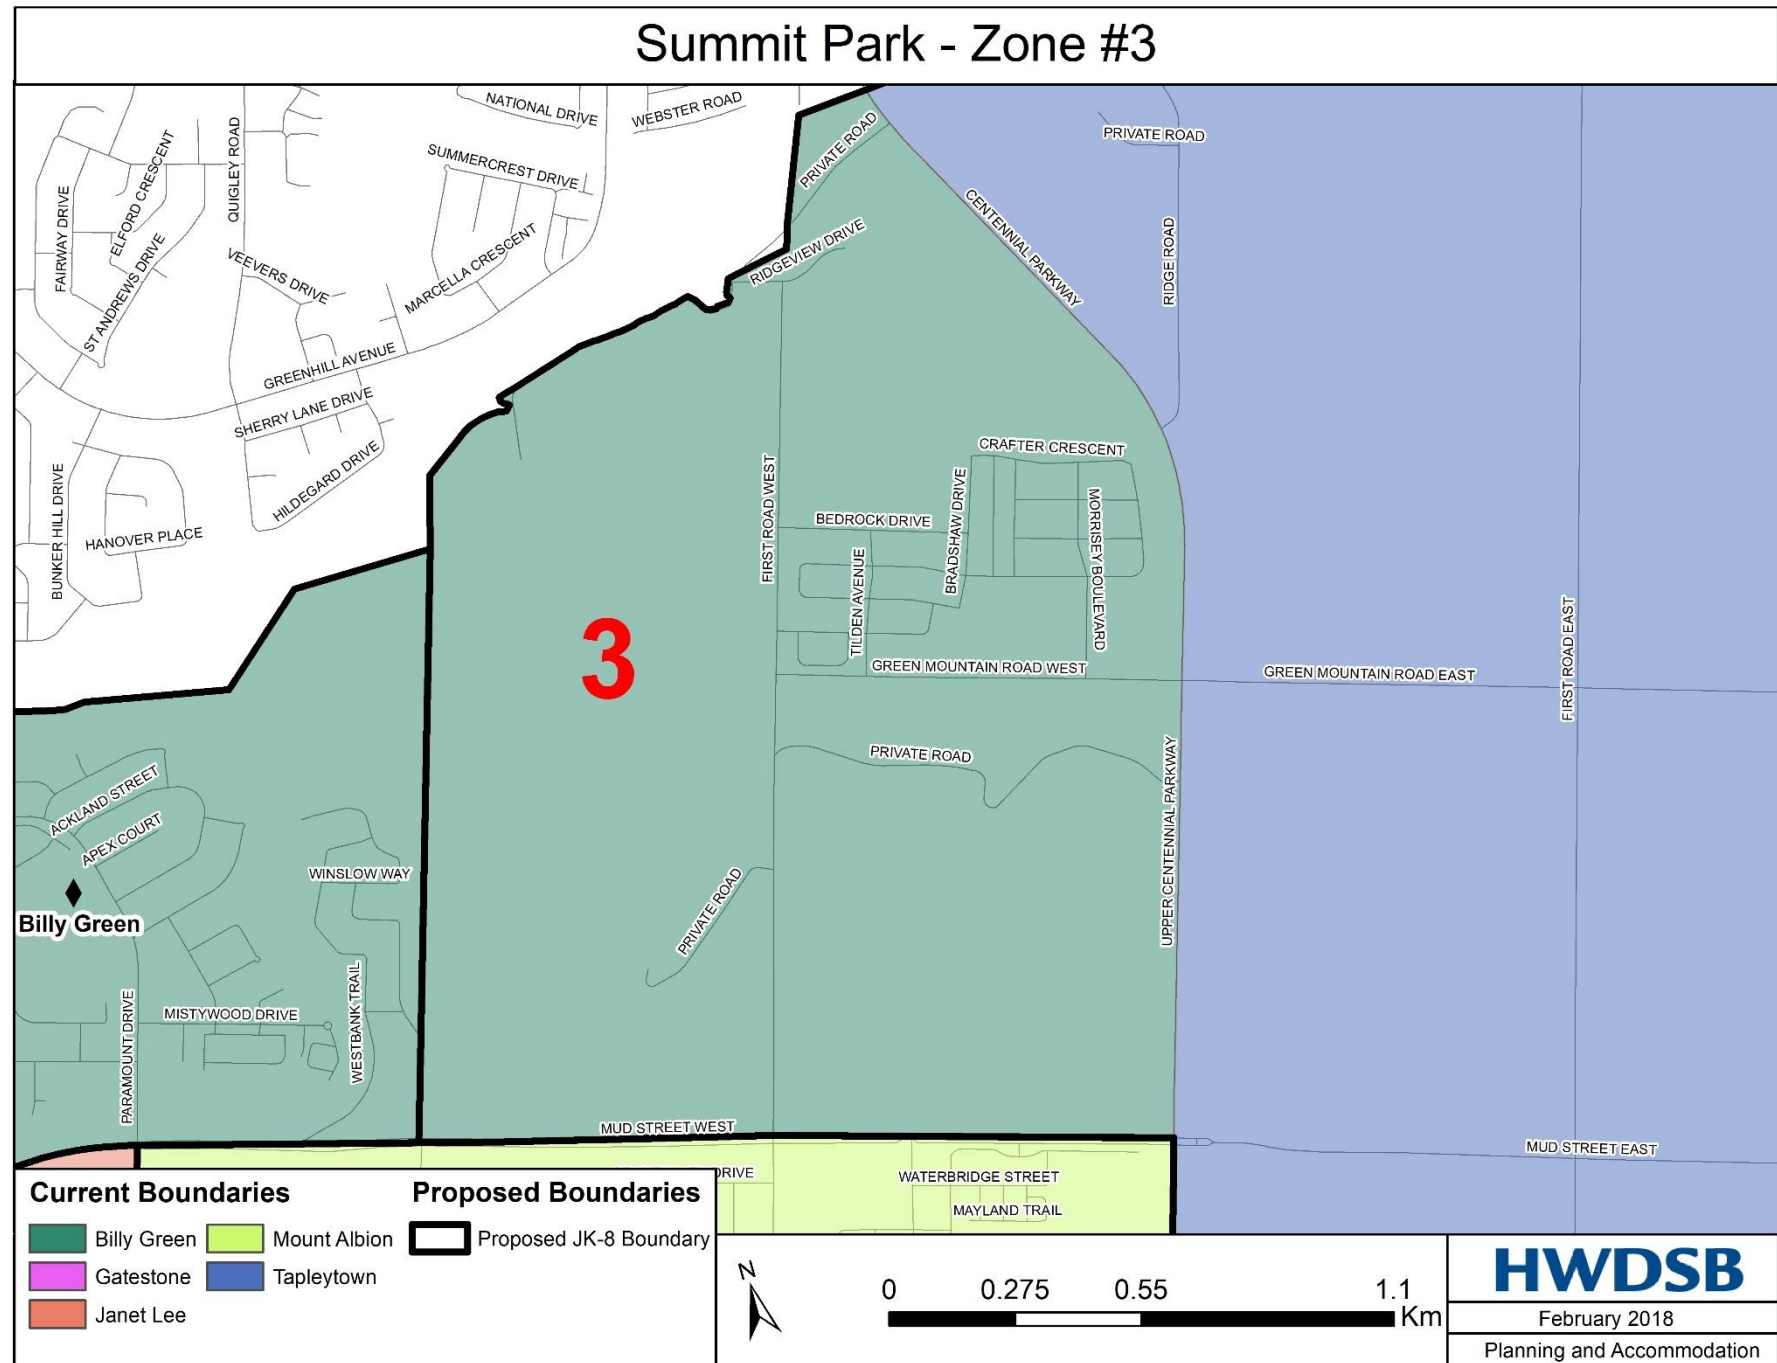 Summit Park - Zone #3
NATIONAL DRIVE
WEBSTER ROAD
PRIVATE ROAD
PRIVATE ROAD
QUIGLEY ROAD
ELFORD CRESCENT
SUMMERCREST DRIVE
FAIRWAY DRIVE
ST ANDREWS DRIVE
VEEVERS DRIVE
MARCELLA CRESCENT
RIDGEVIEW DRIVE
CENTENNIAL PARKWAY
RIDGE ROAD
GREENHILL AVENUE
SHERRY LANE DRIVE
HILDEGARD DRIVE
BUNKER HILL DRIVE
HANOVER PLACE
FIRST ROAD WEST
CRAFTER CRESCENT
BEDROCK DRIVE
BRADSHAW DRIVE
MORRISEY BOULEVARD
TILDEN AVENUE
3
GREEN MOUNTAIN ROAD WEST
GREEN MOUNTAIN ROAD EAST
FIRST ROAD EAST
PRIVATE ROAD
UPPER CENTENNIAL PARKWAY
ACKLAND STREET
APEX COURT
WINSLOW WAY
Billy Green
PRIVATE ROAD
MISTYWOOD DRIVE
WESTBANK TRAIL
PARAMOUNT DRIVE
MUD STREET WEST
MUD STREET EAST
DRIVE
WATERBRIDGE STREET
MAYLAND TRAIL
Current Boundaries
Billy Green
Mount Albion
Gatestone
Tapleytown
Janet Lee
Proposed Boundaries
Proposed JK-8 Boundary
N
0 0.275 0.55 1.1
Km
HWDSB
February 2018
Planning and Accommodation